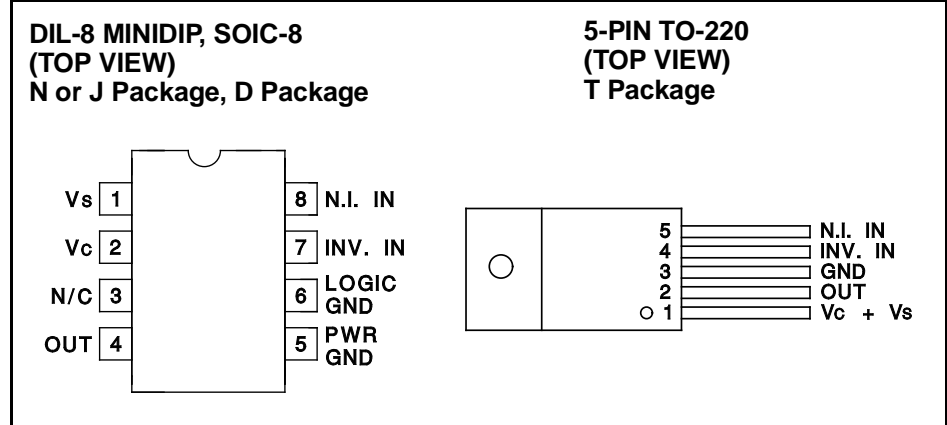 DIL-8 MINIDIP, SOIC-8
(TOP VIEW)
N or J Package, D Package
Vs 1
Vc 2
N/C 3
OUT 4
8 N.I. IN
7 INV. IN
6 LOGIC
GND
5 PWR
GND
5-PIN TO-220
(TOP VIEW)
T Package
5 N.I. IN
4 INV. IN
3 GND
2 OUT
1 Vc + Vs